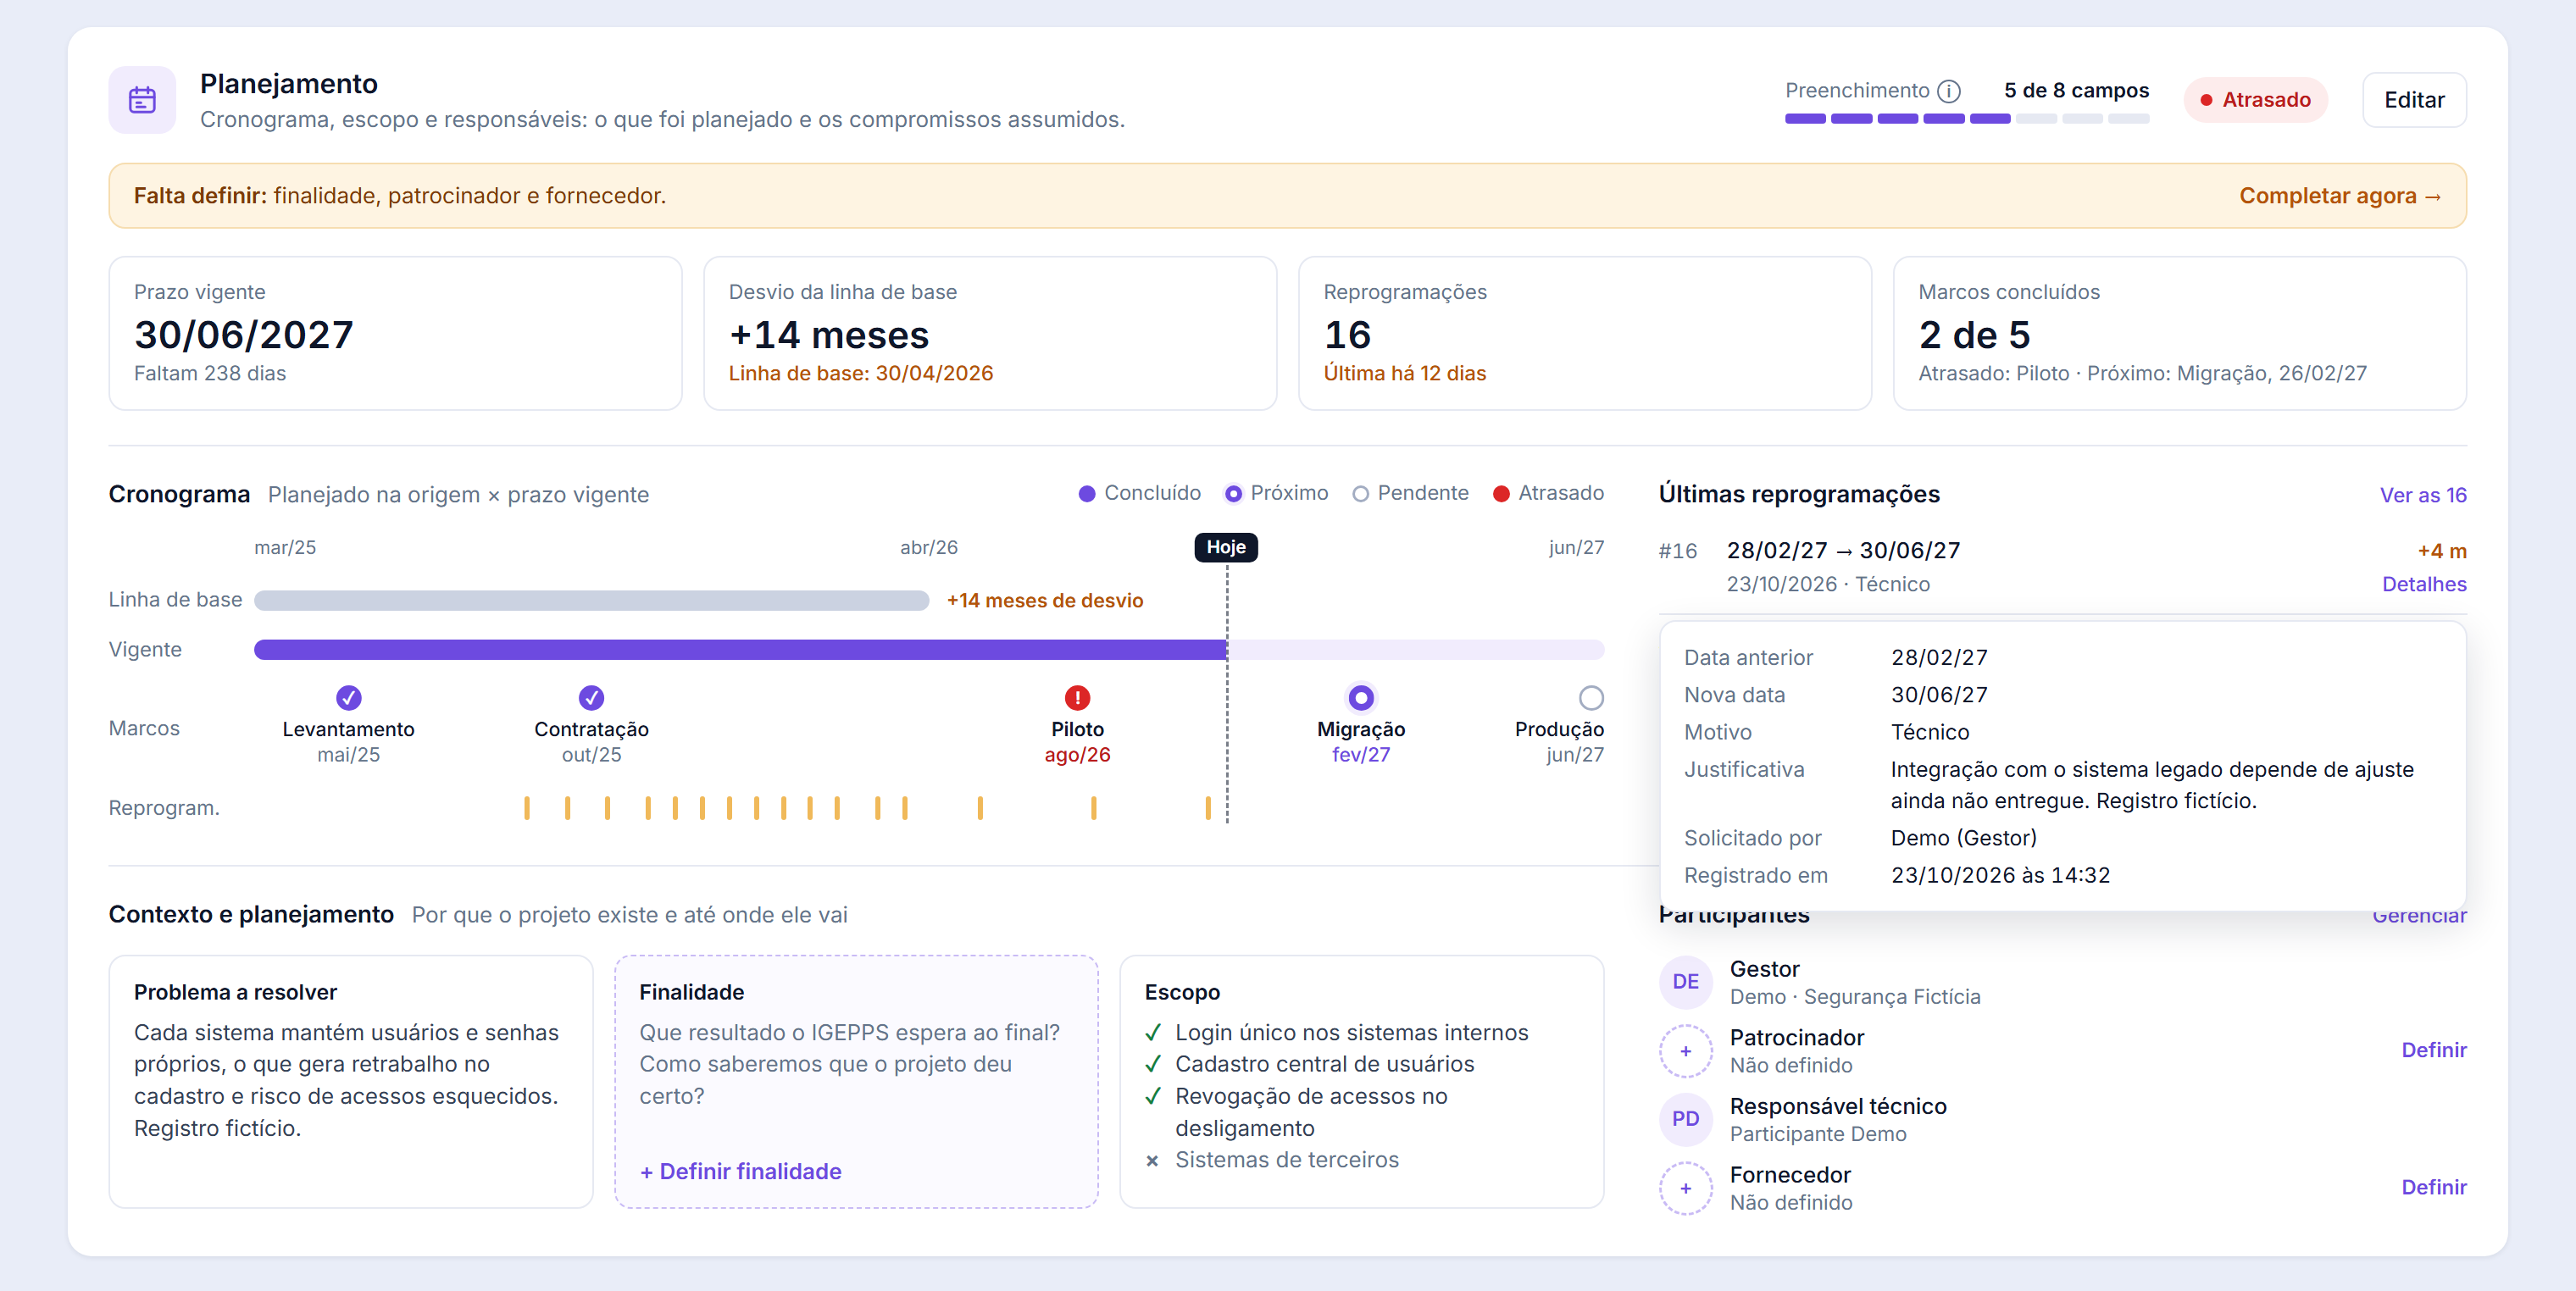 Planejamento
Cronograma, escopo e responsáveis: o que foi planejado e os compromissos assumidos.
Preenchimento i 5 de 8 campos
Atrasado
Editar
Falta definir: finalidade, patrocinador e fornecedor.
Completar agora →
Prazo vigente
30/06/2027
Faltam 238 dias
Desvio da linha de base
+14 meses
Linha de base: 30/04/2026
Reprogramações
16
Última há 12 dias
Marcos concluídos
2 de 5
Atrasado: Piloto · Próximo: Migração, 26/02/27
Cronograma Planejado na origem × prazo vigente
Concluído Próximo Pendente Atrasado
mar/25 abr/26 Hoje jun/27
Linha de base +14 meses de desvio
Vigente
Marcos
Levantamento
mai/25
Contratação
out/25
Piloto
ago/26
Migração
fev/27
Produção
jun/27
Reprogram.
Últimas reprogramações Ver as 16
#16 28/02/27 → 30/06/27 +4 m
23/10/2026 · Técnico Detalhes
Data anterior 28/02/27
Nova data 30/06/27
Motivo Técnico
Justificativa Integração com o sistema legado depende de ajuste
ainda não entregue. Registro fictício.
Solicitado por Demo (Gestor)
Registrado em 23/10/2026 às 14:32
Contexto e planejamento Por que o projeto existe e até onde ele vai
Problema a resolver
Cada sistema mantém usuários e senhas
próprios, o que gera retrabalho no
cadastro e risco de acessos esquecidos.
Registro fictício.
Finalidade
Que resultado o IGEPPS espera ao final?
Como saberemos que o projeto deu
certo?
+ Definir finalidade
Escopo
✓ Login único nos sistemas internos
✓ Cadastro central de usuários
✓ Revogação de acessos no
desligamento
× Sistemas de terceiros
Participantes Gerenciar
DE Gestor
Demo · Segurança Fictícia
+ Patrocinador
Não definido
Definir
PD Responsável técnico
Participante Demo
+ Fornecedor
Não definido
Definir